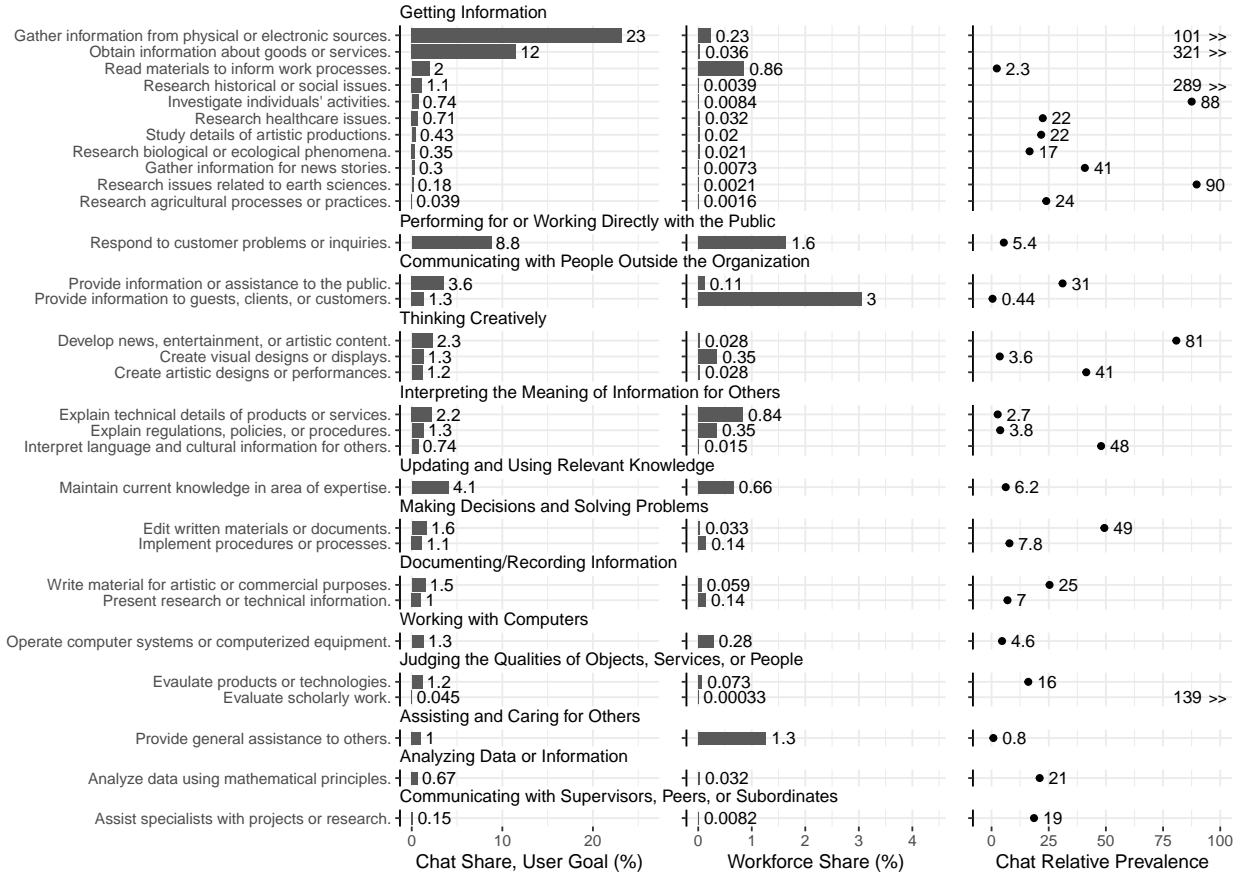 Getting Information
Gather information from physical or electronic sources. 23 0.23 101 >>
Obtain information about goods or services. 12 0.036 321 >>
Read materials to inform work processes. 2 0.86 2.3
Research historical or social issues. 1.1 0.0039 289 >>
Investigate individuals' activities. 0.74 0.0084 88
Research healthcare issues. 0.71 0.032 22
Study details of artistic productions. 0.43 0.02 22
Research biological or ecological phenomena. 0.35 0.021 17
Gather information for news stories. 0.3 0.0073 41
Research issues related to earth sciences. 0.18 0.0021 90
Research agricultural processes or practices. 0.039 0.0016 24
Performing for or Working Directly with the Public
Respond to customer problems or inquiries. 8.8 1.6 5.4
Communicating with People Outside the Organization
Provide information or assistance to the public. 3.6 0.11 31
Provide information to guests, clients, or customers. 1.3 3 0.44
Thinking Creatively
Develop news, entertainment, or artistic content. 2.3 0.028 81
Create visual designs or displays. 1.3 0.35 3.6
Create artistic designs or performances. 1.2 0.028 41
Interpreting the Meaning of Information for Others
Explain technical details of products or services. 2.2 0.84 2.7
Explain regulations, policies, or procedures. 1.3 0.35 3.8
Interpret language and cultural information for others. 0.74 0.015 48
Updating and Using Relevant Knowledge
Maintain current knowledge in area of expertise. 4.1 0.66 6.2
Making Decisions and Solving Problems
Edit written materials or documents. 1.6 0.033 49
Implement procedures or processes. 1.1 0.14 7.8
Documenting/Recording Information
Write material for artistic or commercial purposes. 1.5 0.059 25
Present research or technical information. 1 0.14 7
Working with Computers
Operate computer systems or computerized equipment. 1.3 0.28 4.6
Judging the Qualities of Objects, Services, or People
Evaulate products or technologies. 1.2 0.073 16
Evaluate scholarly work. 0.045 0.00033 139 >>
Assisting and Caring for Others
Provide general assistance to others. 1 1.3 0.8
Analyzing Data or Information
Analyze data using mathematical principles. 0.67 0.032 21
Communicating with Supervisors, Peers, or Subordinates
Assist specialists with projects or research. 0.15 0.0082 19
0 10 20 0 1 2 3 4 0 25 50 75 100
Chat Share, User Goal (%) Workforce Share (%) Chat Relative Prevalence